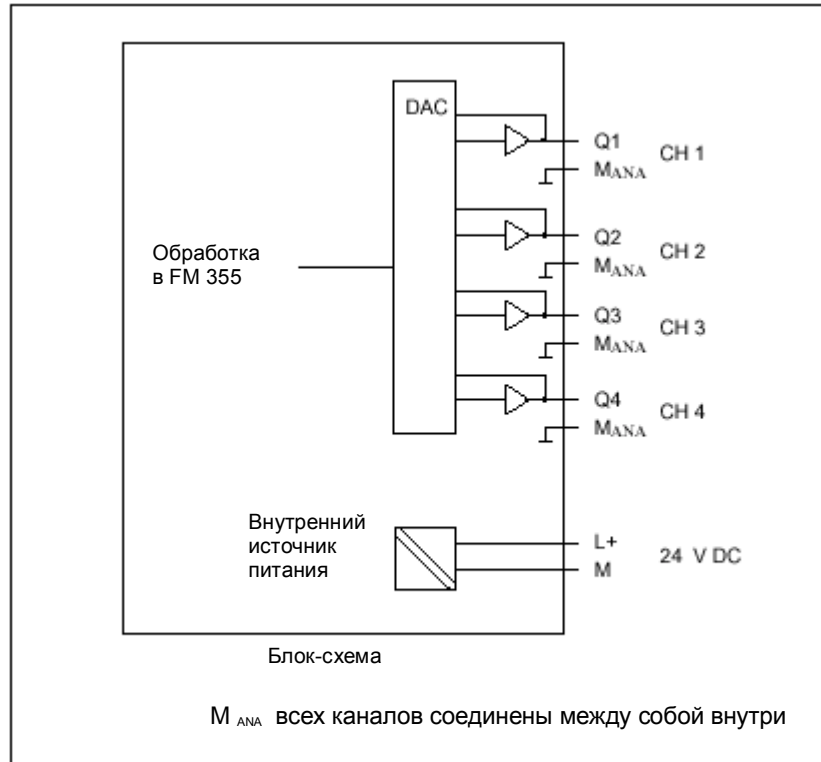 DAC
Q1
CH 1
MANA
Q2
CH 2
MANA
Обработка
в FM 355
Q3
CH 3
MANA
Q4
CH 4
MANA
Внутренний
источник
питания
L+
24 V DC
M
Блок-схема
M ANA всех каналов соединены между собой внутри